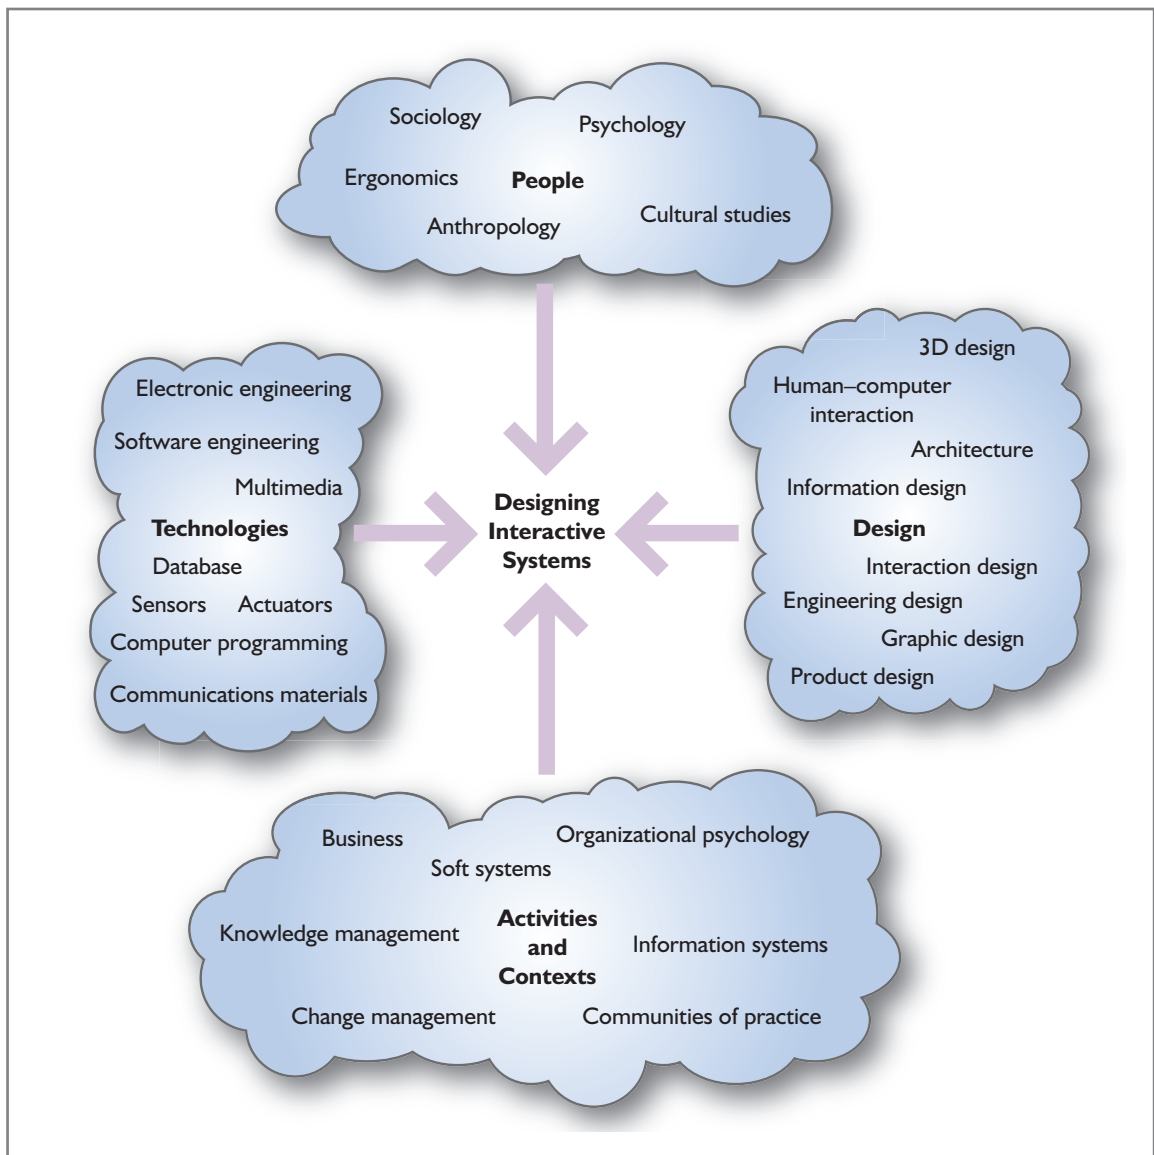 Sociology
Psychology
Ergonomics
People
Anthropology
Cultural studies
Electronic engineering
Software engineering
Multimedia
Technologies
Database
Sensors
Actuators
Computer programming
Communications materials
Designing
Interactive
Systems
3D design
Human–computer
interaction
Architecture
Information design
Design
Interaction design
Engineering design
Graphic design
Product design
Business
Organizational psychology
Soft systems
Knowledge management
Activities
and
Contexts
Information systems
Change management
Communities of practice